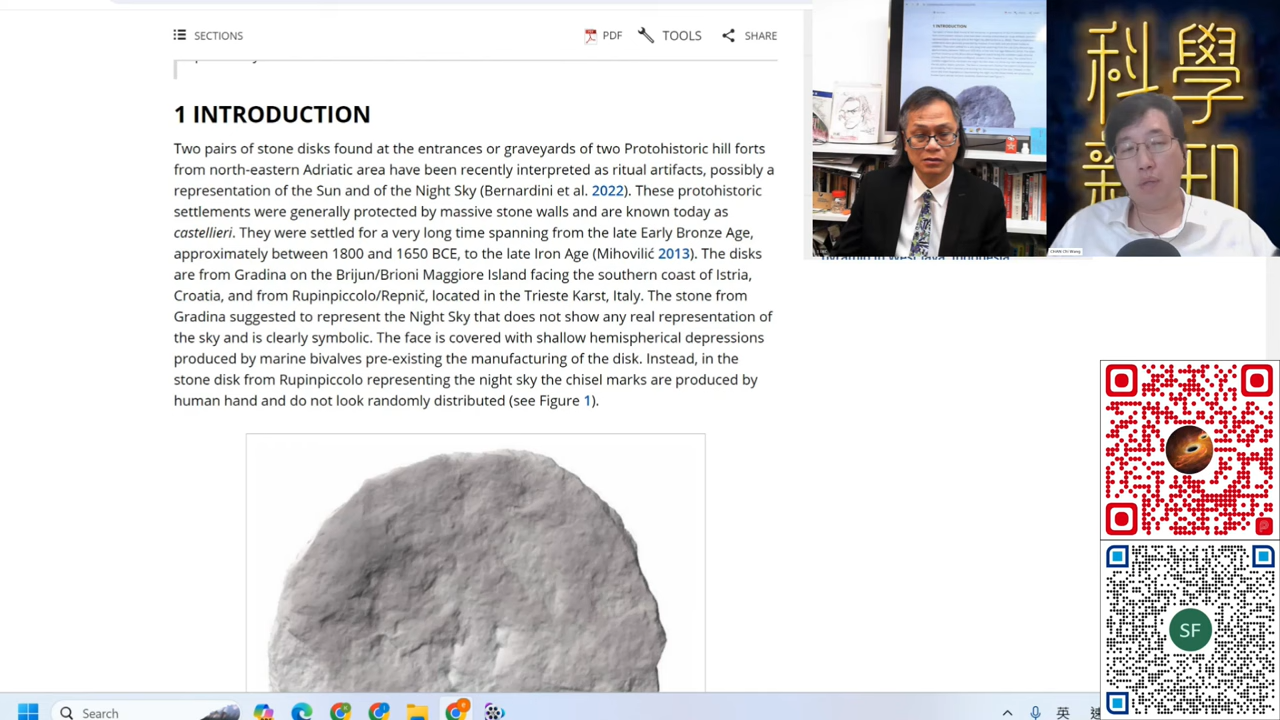 SECTIONS
PDF
TOOLS
SHARE
1 INTRODUCTION
Two pairs of stone disks found at the entrances or graveyards of two Protohistoric hill forts
from north-eastern Adriatic area have been recently interpreted as ritual artifacts, possibly a
representation of the Sun and of the Night Sky (Bernardini et al. 2022). These protohistoric
settlements were generally protected by massive stone walls and are known today as
castellieri. They were settled for a very long time spanning from the late Early Bronze Age,
approximately between 1800 and 1650 BCE, to the late Iron Age (Mihovilić 2013). The disks
are from Gradina on the Brijun/Brioni Maggiore Island facing the southern coast of Istria,
Croatia, and from Rupinpiccolo/Repnič, located in the Trieste Karst, Italy. The stone from
Gradina suggested to represent the Night Sky that does not show any real representation of
the sky and is clearly symbolic. The face is covered with shallow hemispherical depressions
produced by marine bivalves pre-existing the manufacturing of the disk. Instead, in the
stone disk from Rupinpiccolo representing the night sky the chisel marks are produced by
human hand and do not look randomly distributed (see Figure 1).
1 INTRODUCTION
科學
新知
SF
Search
英